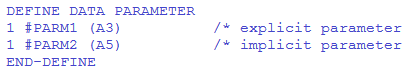 DEFINE DATA PARAMETER
1 #PARM1 (A3)          /* explicit parameter
1 #PARM2 (A5)          /* implicit parameter
END-DEFINE